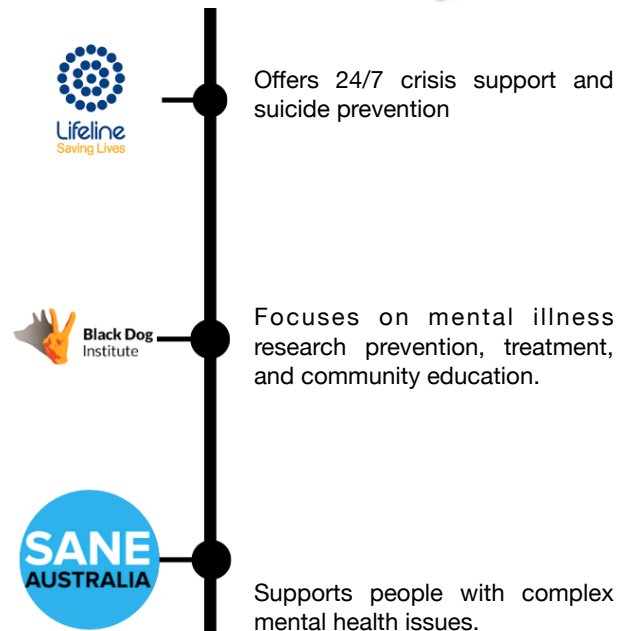 Lifeline
Saving Lives
Offers 24/7 crisis support and
suicide prevention
Black Dog
Institute
Focuses on mental illness
research prevention, treatment,
and community education.
SANE
AUSTRALIA
Supports people with complex
mental health issues.